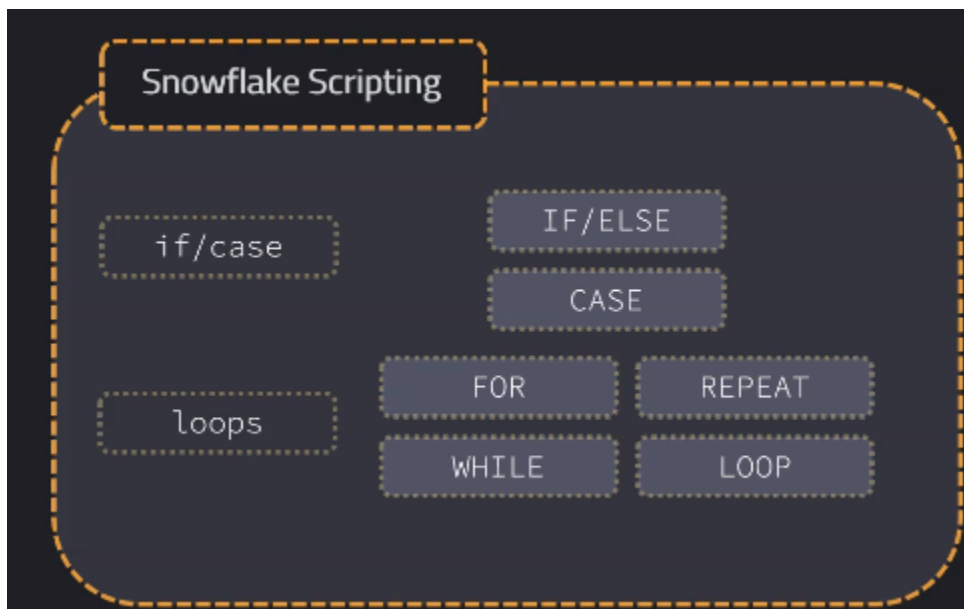 Snowflake Scripting
if/case
IF/ELSE
CASE
loops
FOR
REPEAT
WHILE
LOOP